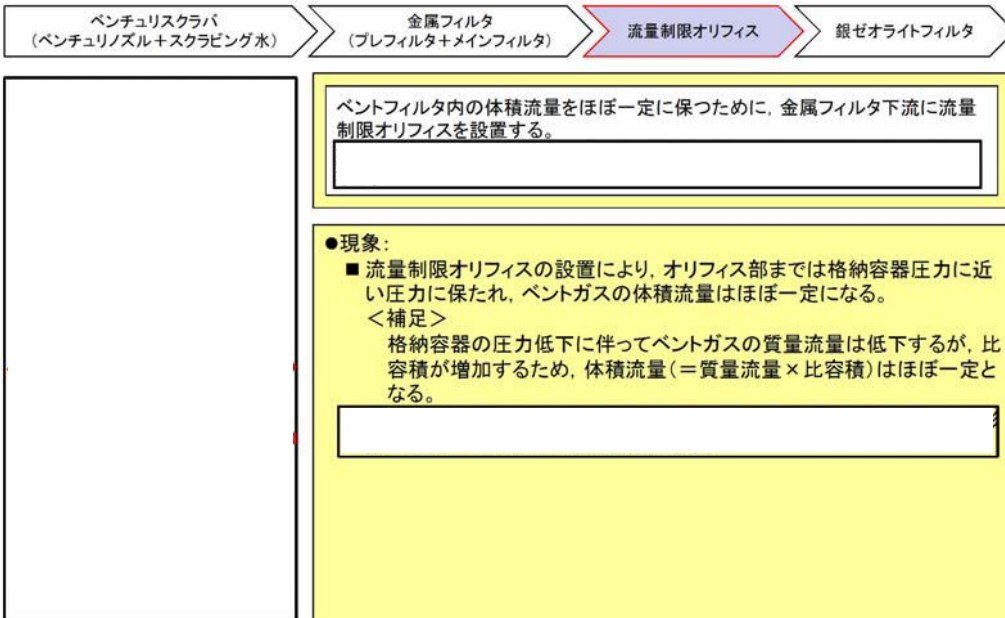 ベンチュリスクラバ
(ベンチュリノズル+スクラビング水)
金属フィルタ
(プレフィルタ+メインフィルタ)
流量制限オリフィス
銀ゼオライトフィルタ
ベントフィルタ内の体積流量をほぼ一定に保つために,金属フィルタ下流に流量
制限オリフィスを設置する。
●現象:
■流量制限オリフィスの設置により,オリフィス部までは格納容器圧力に近
い圧力に保たれ,ベントガスの体積流量はほぼ一定になる。
<補足>
格納容器の圧力低下に伴ってベントガスの質量流量は低下するが,比
容積が増加するため,体積流量(=質量流量×比容積)はほぼ一定と
なる。